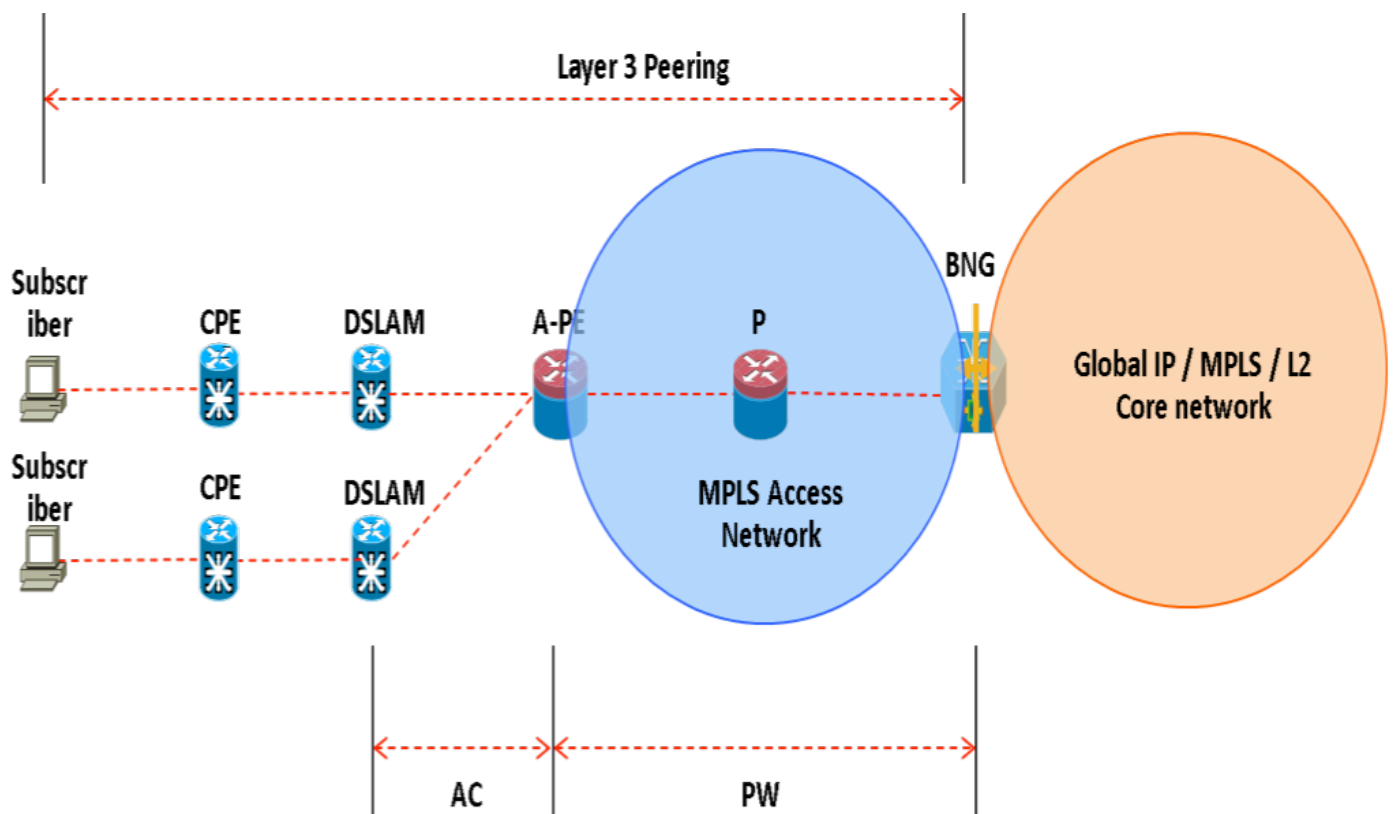 Layer 3 Peering
BNG
Subscr
iber
CPE
DSLAM
A-PE
P
Global IP / MPLS / L2
Core network
Subscr
iber
CPE
DSLAM
MPLS Access
Network
AC
PW